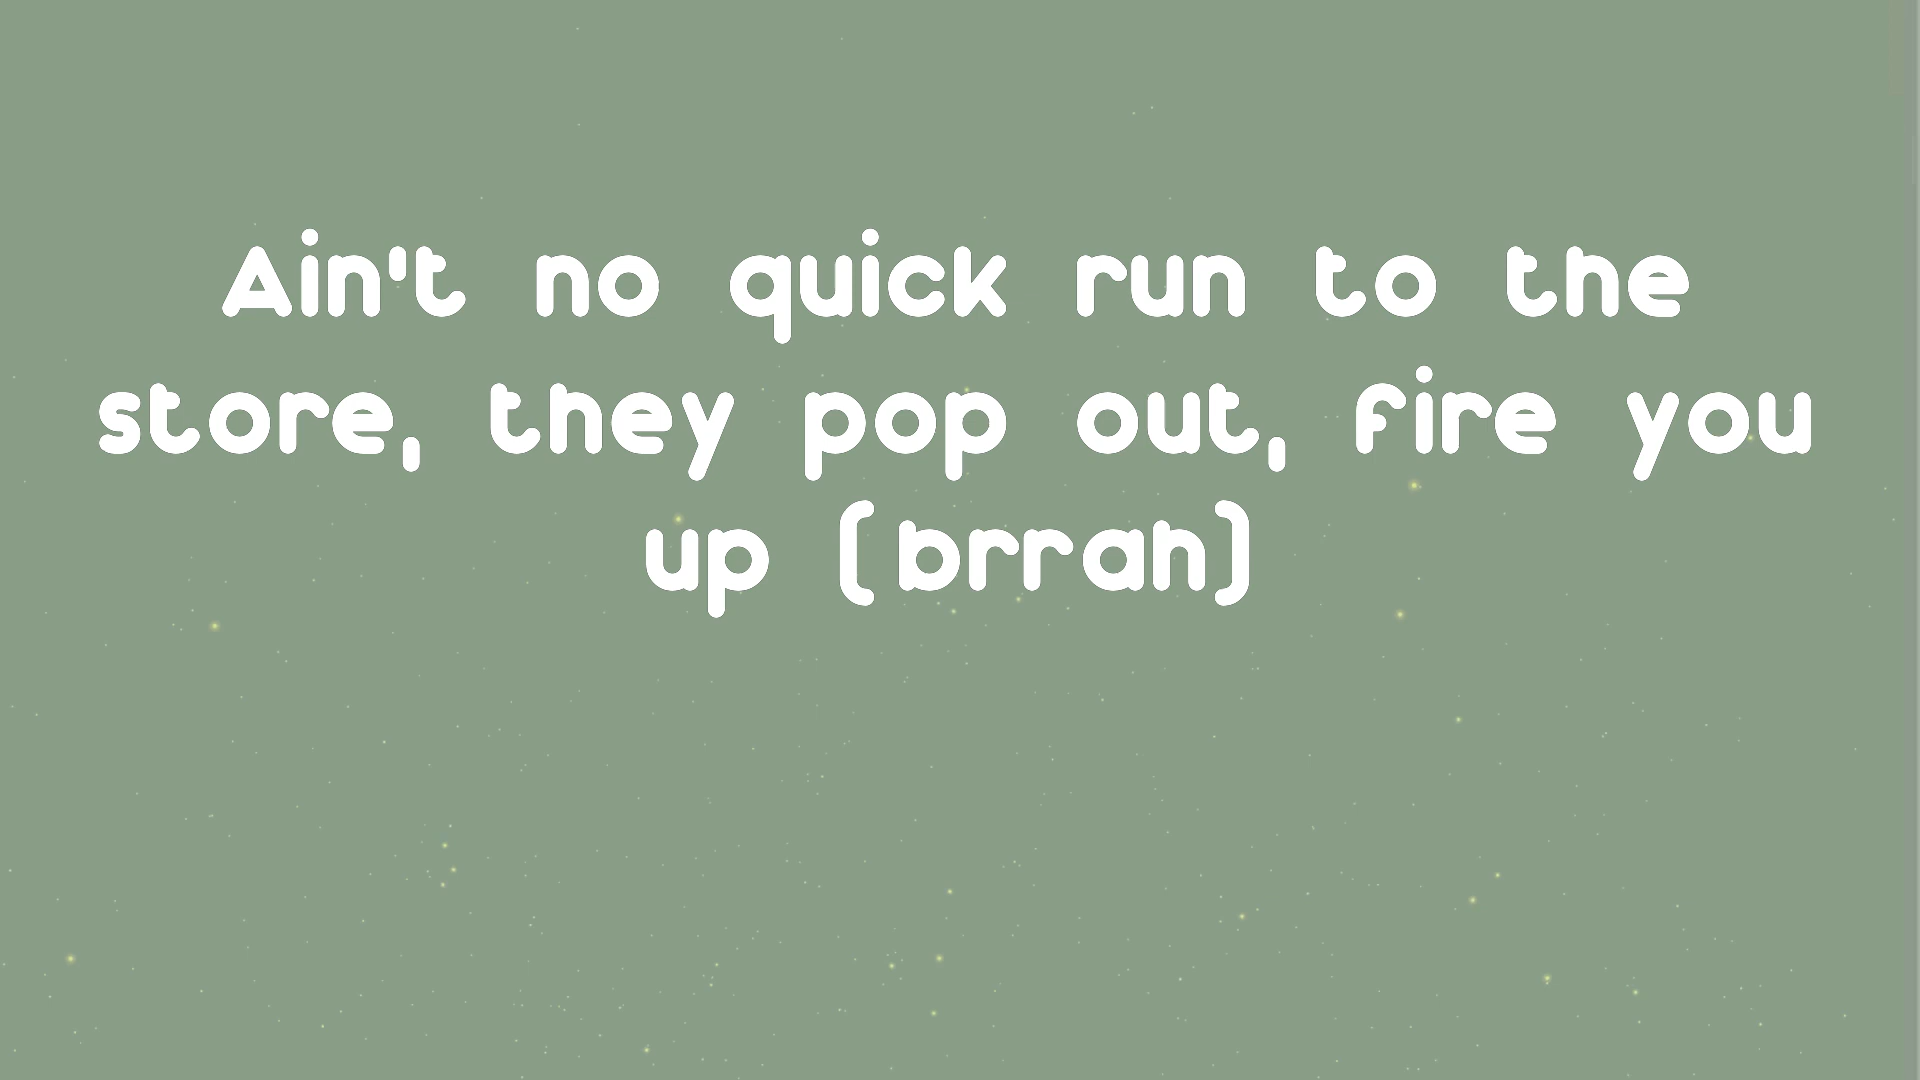 Ain't no quick run to the
store, they pop out, fire you
up (brrah)